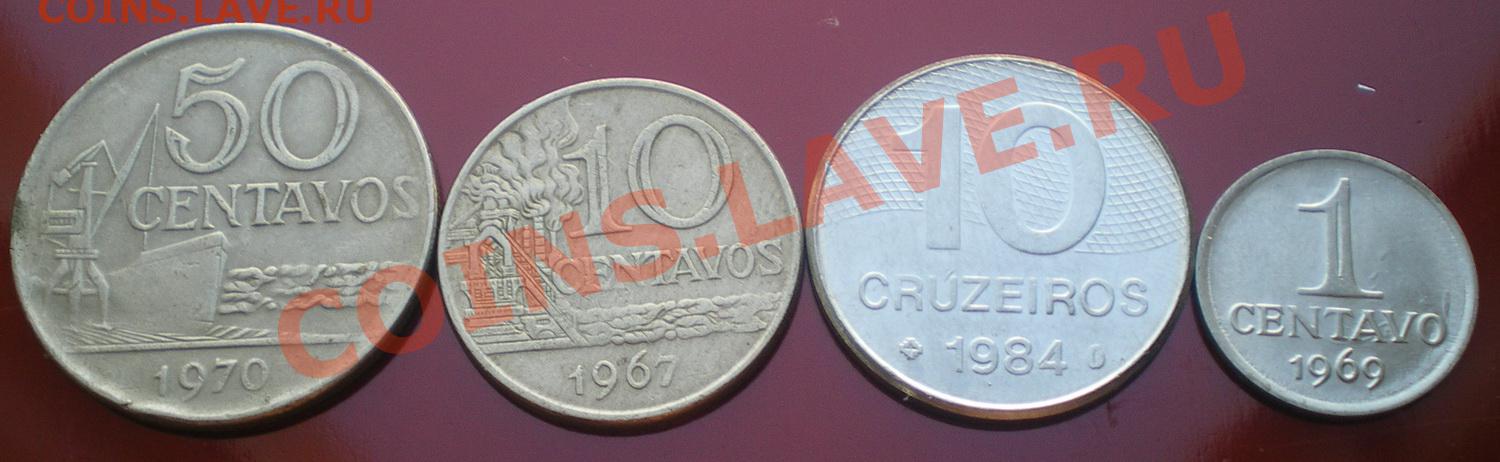 COINS.LAVE.RU
50
CENTAVOS
1970
10
CENTAVOS
1967
10
CRUZEIROS
1984
1
CENTAVO
1969
COINS.LAVE.RU